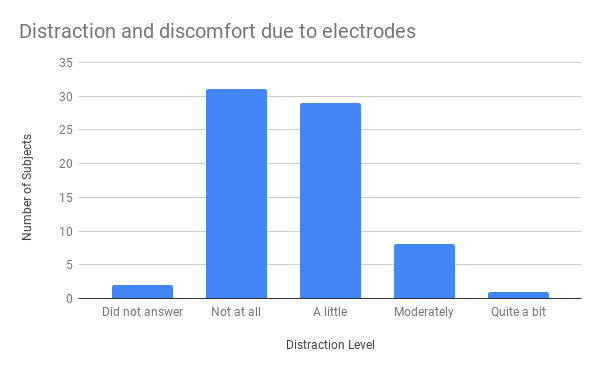 Distraction and discomfort due to electrodes
35
30
25
20
15
10
5
0
Number of Subjects
Did not answer
Not at all
A little
Moderately
Quite a bit
Distraction Level